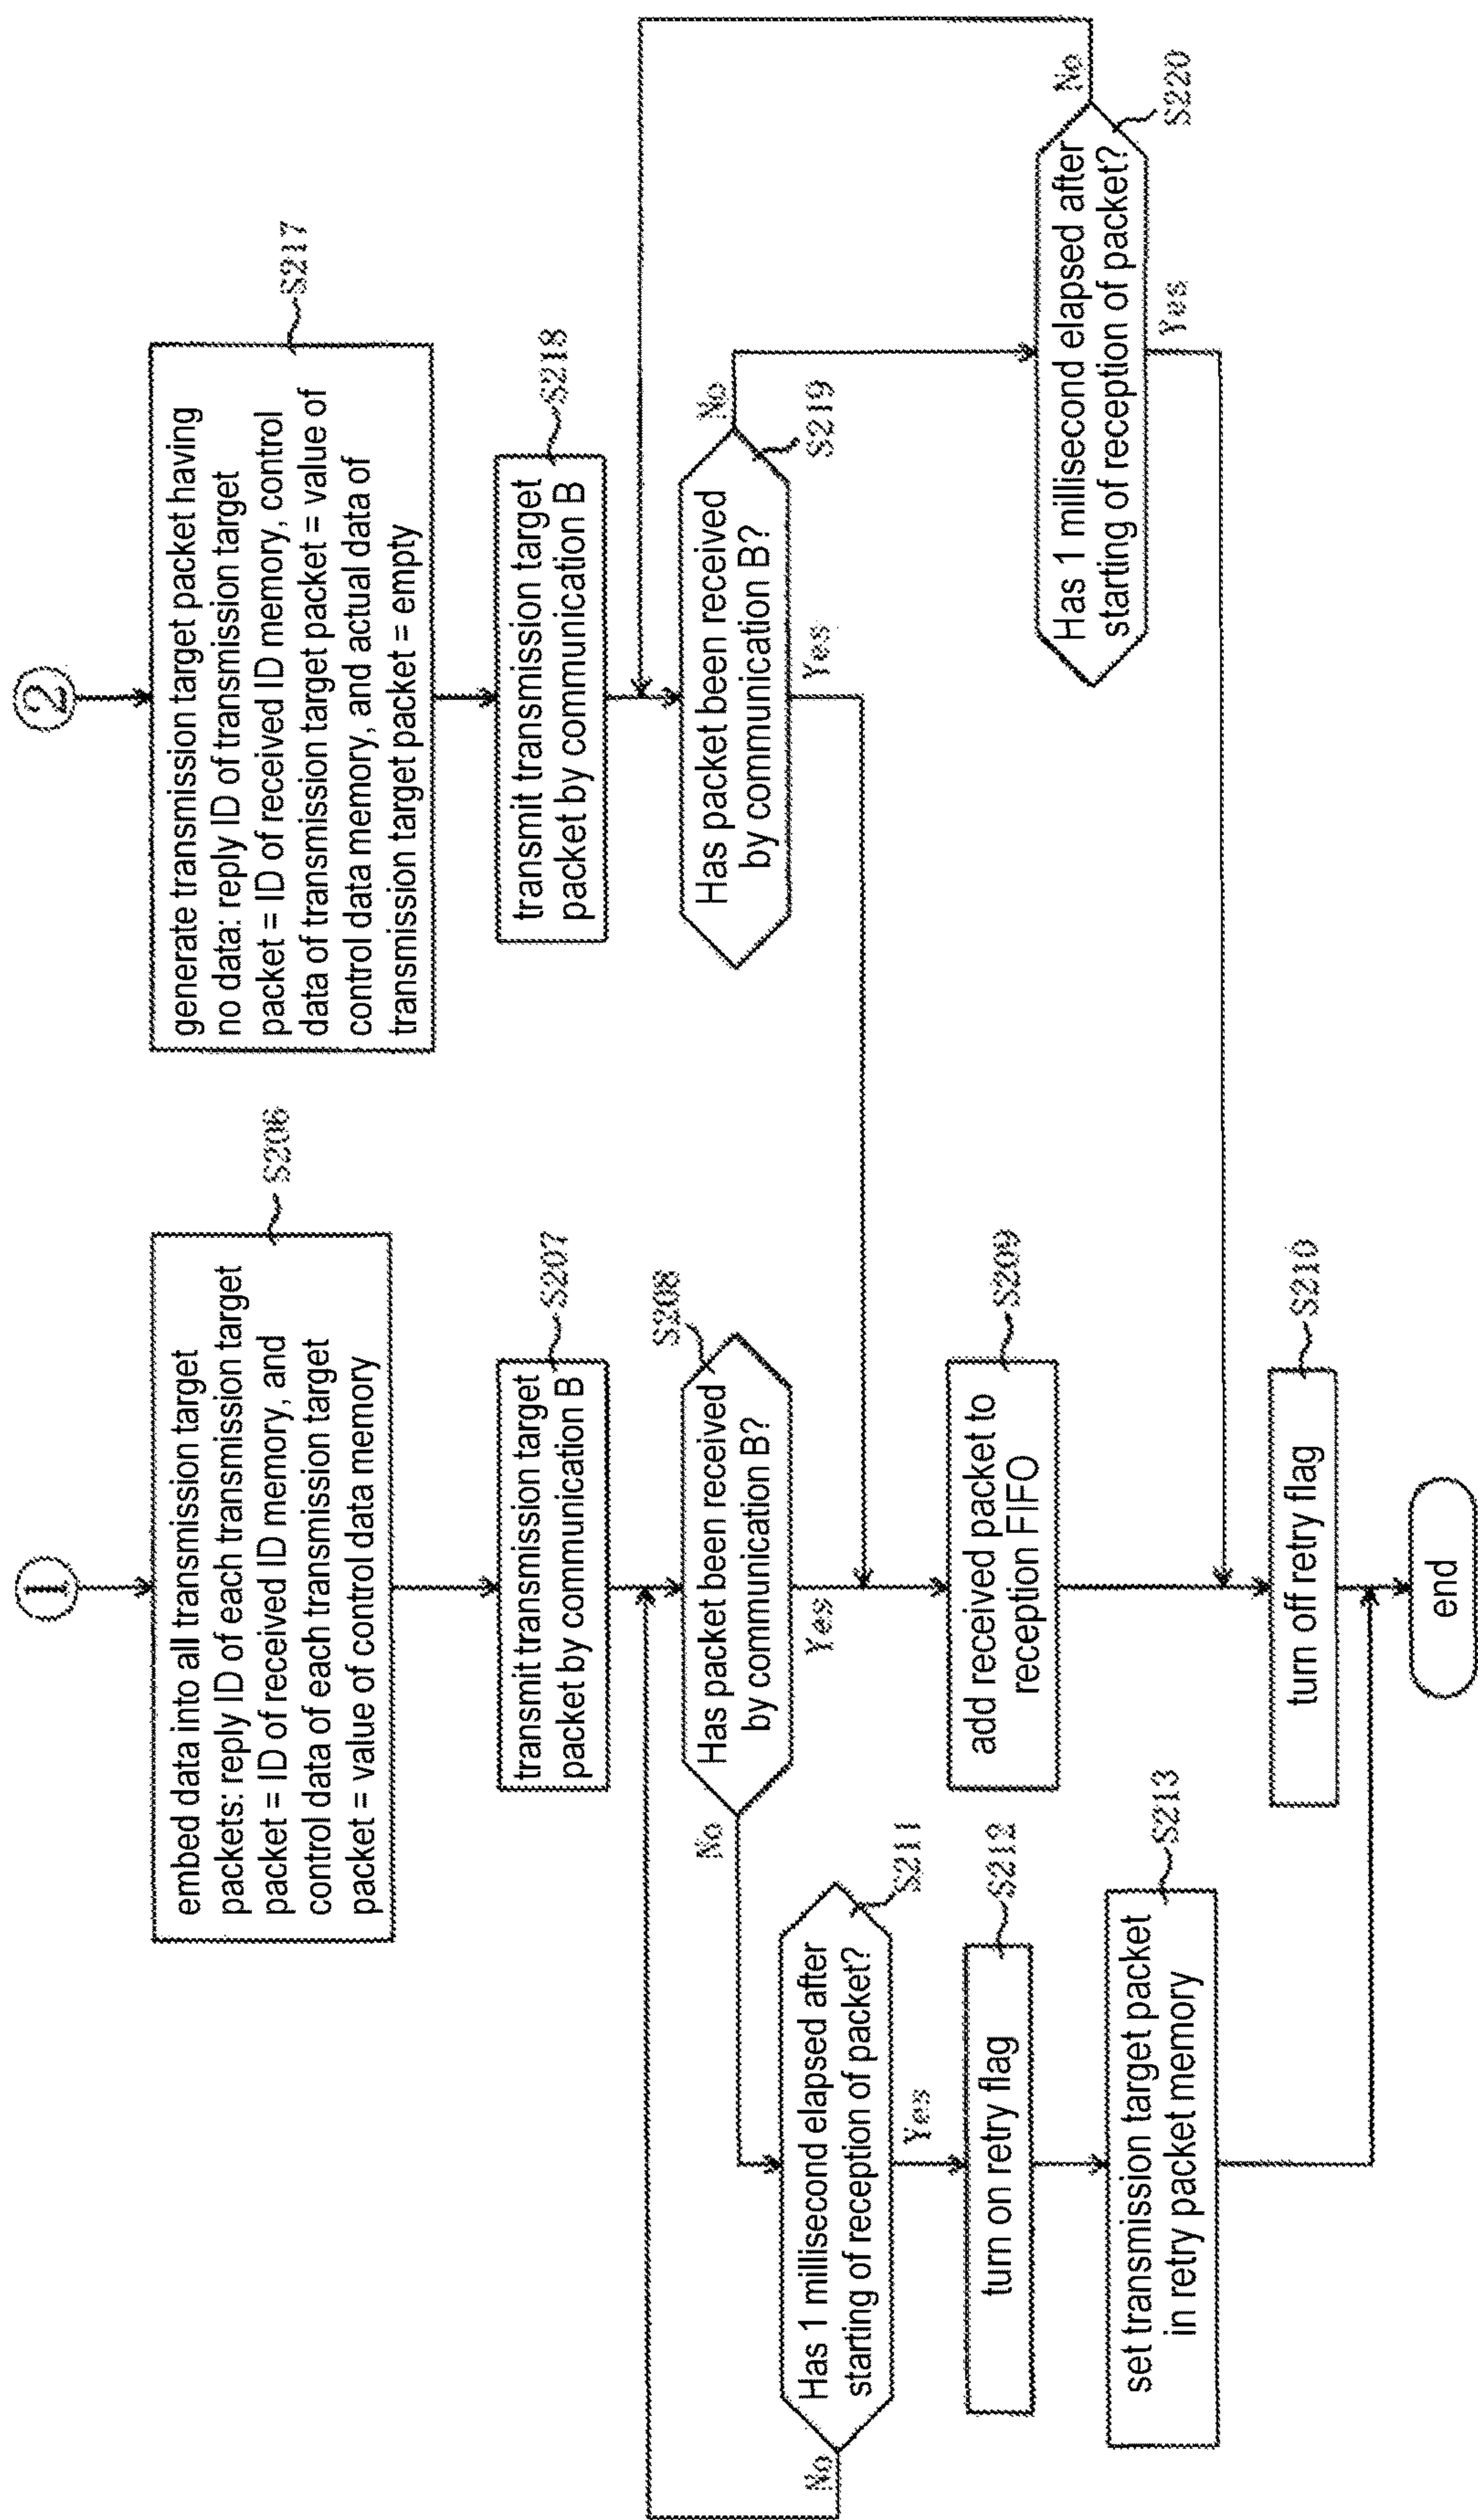 ①
embed data into all transmission target
packets: reply ID of each transmission target
packet = ID of received ID memory, and
control data of each transmission target
packet = value of control data memory
S206
transmit transmission target
packet by communication B
S207
Has packet been received
by communication B?
S208
Yes
No
add received packet to
reception FIFO
S209
turn off retry flag
S210
end
Has 1 millisecond elapsed after
starting of reception of packet?
S211
No
Yes
turn on retry flag
S212
set transmission target packet
in retry packet memory
S213
②
generate transmission target packet having
no data: reply ID of transmission target
packet = ID of received ID memory, control
data of transmission target packet = value of
control data memory, and actual data of
transmission target packet = empty
S217
transmit transmission target
packet by communication B
S218
Has packet been received
by communication B?
S219
No
Yes
Has 1 millisecond elapsed after
starting of reception of packet?
S220
No
Yes